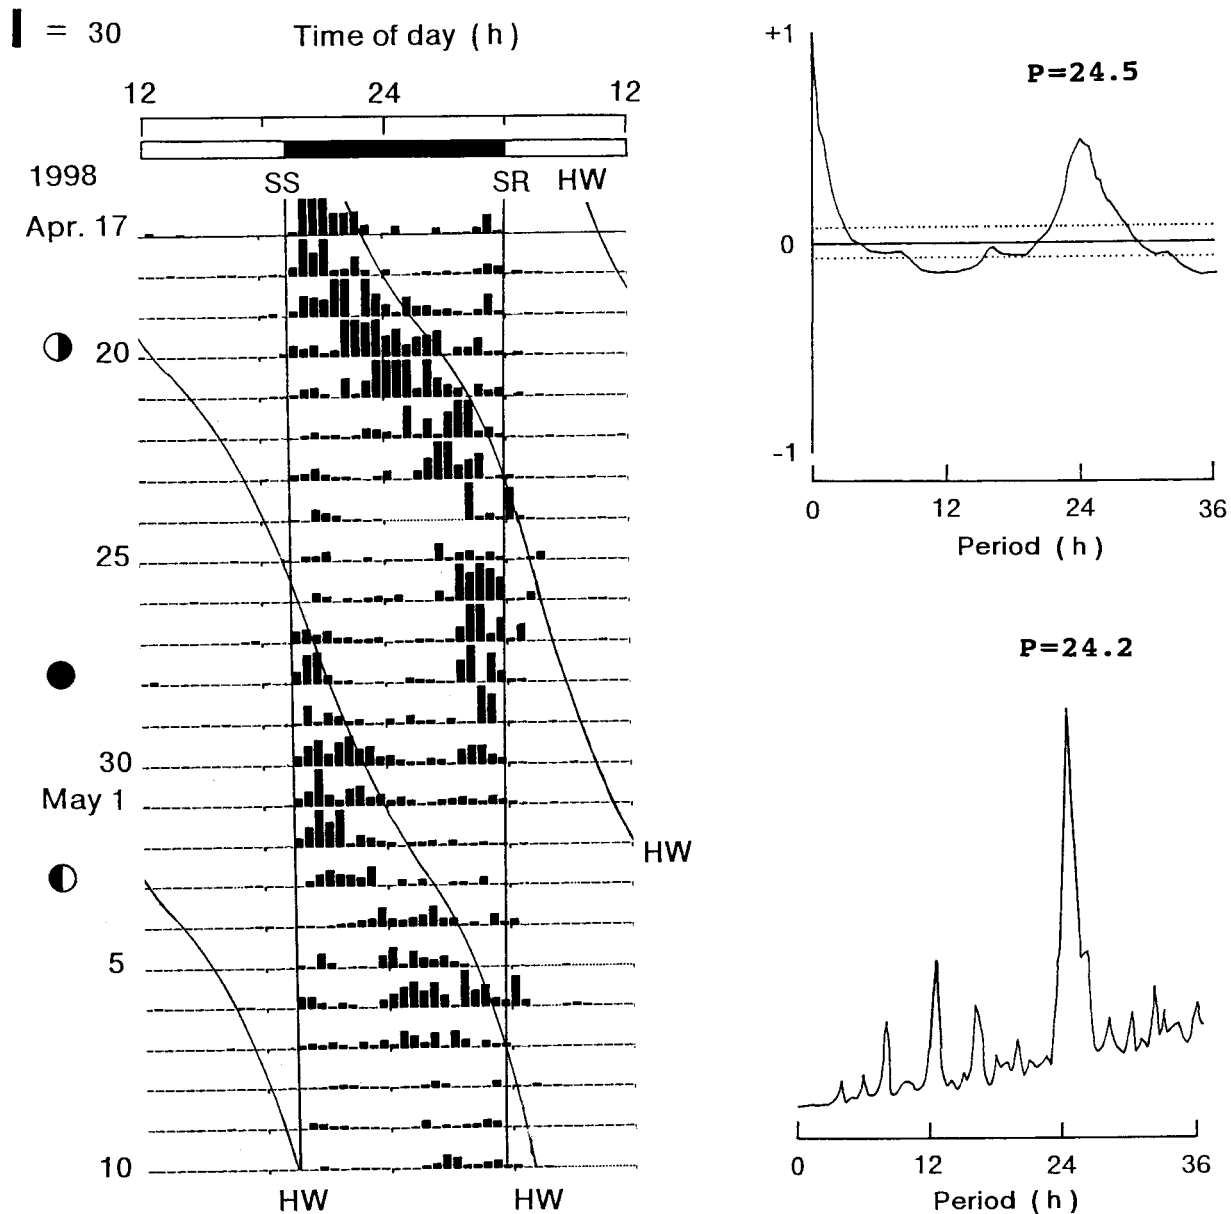 = 30
Time of day (h)
12 24 12
1998
SS SR HW
Apr. 17
20
25
30
May 1
HW
5
10
HW HW
+1
P=24.5
0
-1
0 12 24 36
Period (h)
P=24.2
0 12 24 36
Period (h)